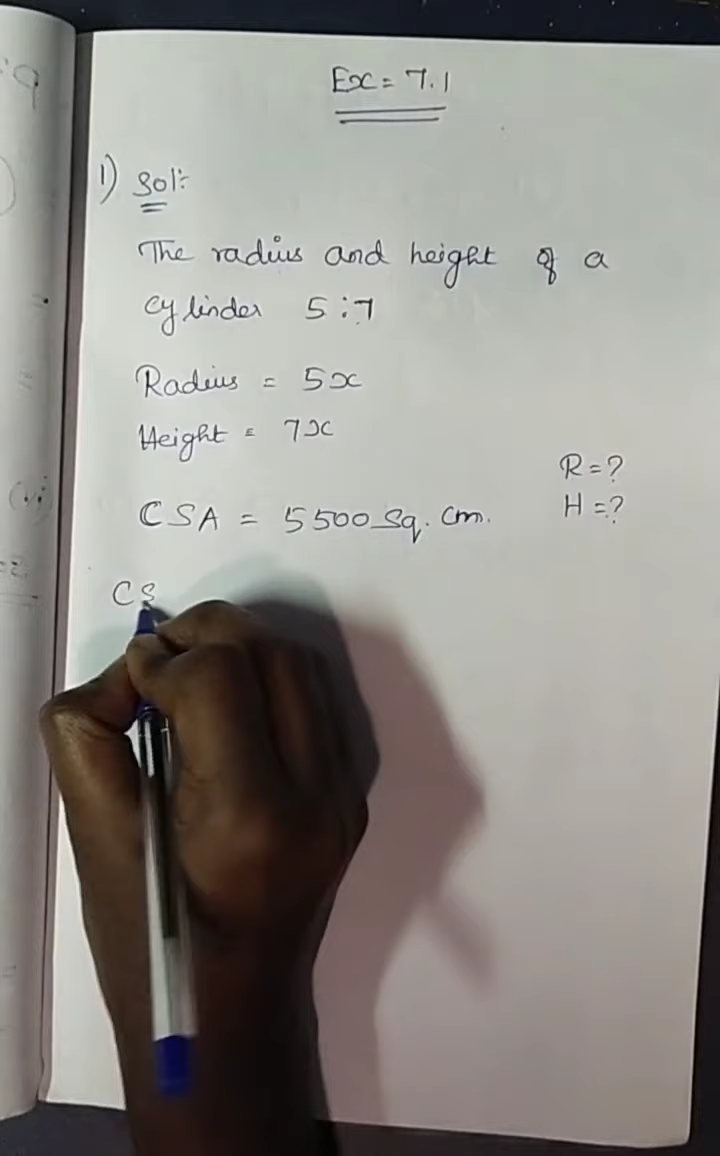 Ex = 7.1
1) Sol:-
The radius and height of a
cylinder 5:7
Radius = 5x
Height = 7x
R = ?
CSA = 5500 Sq. cm.
H = ?
CS